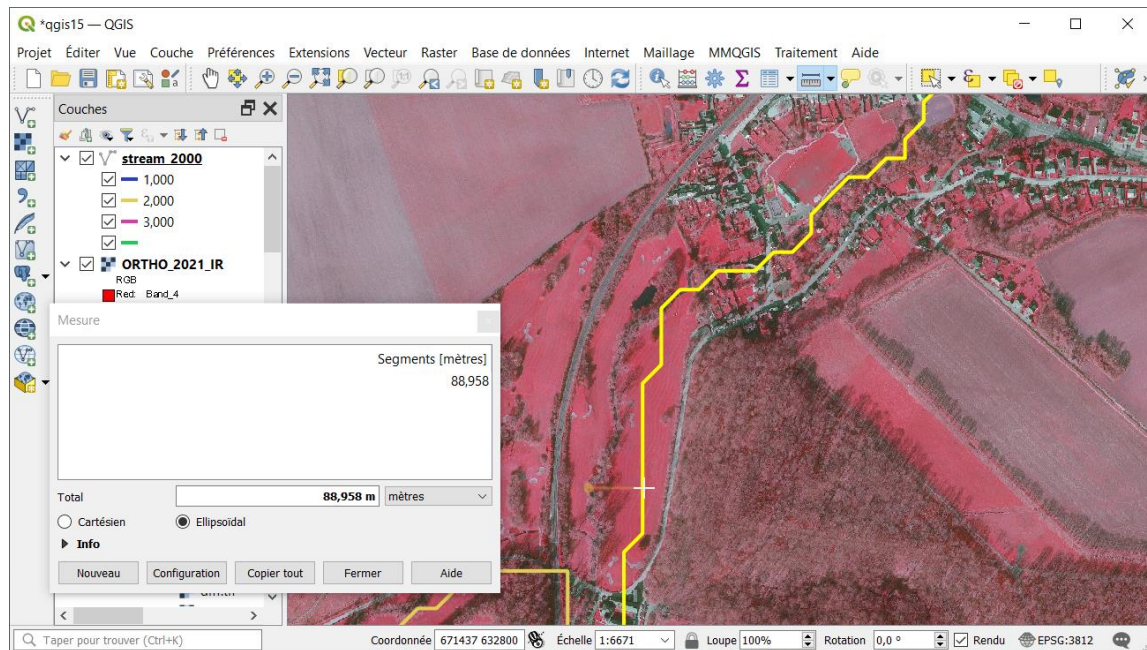 *qgis15 — QGIS
Projet Éditer Vue Couche Préférences Extensions Vecteur Raster Base de données Internet Maillage MMQGIS Traitement Aide
Couches
stream_2000
1,000
2,000
3,000
ORTHO_2021_IR
RGB
Red: Band_4
Mesure
Segments [mètres]
88,958
Total 88,958 m mètres
Cartésien Ellipsoïdal
Info
Nouveau Configuration Copier tout Fermer Aide
Taper pour trouver (Ctrl+K) Coordonnée 671437 632800 Échelle 1:6671 Loupe 100% Rotation 0,0 ° Rendu EPSG:3812